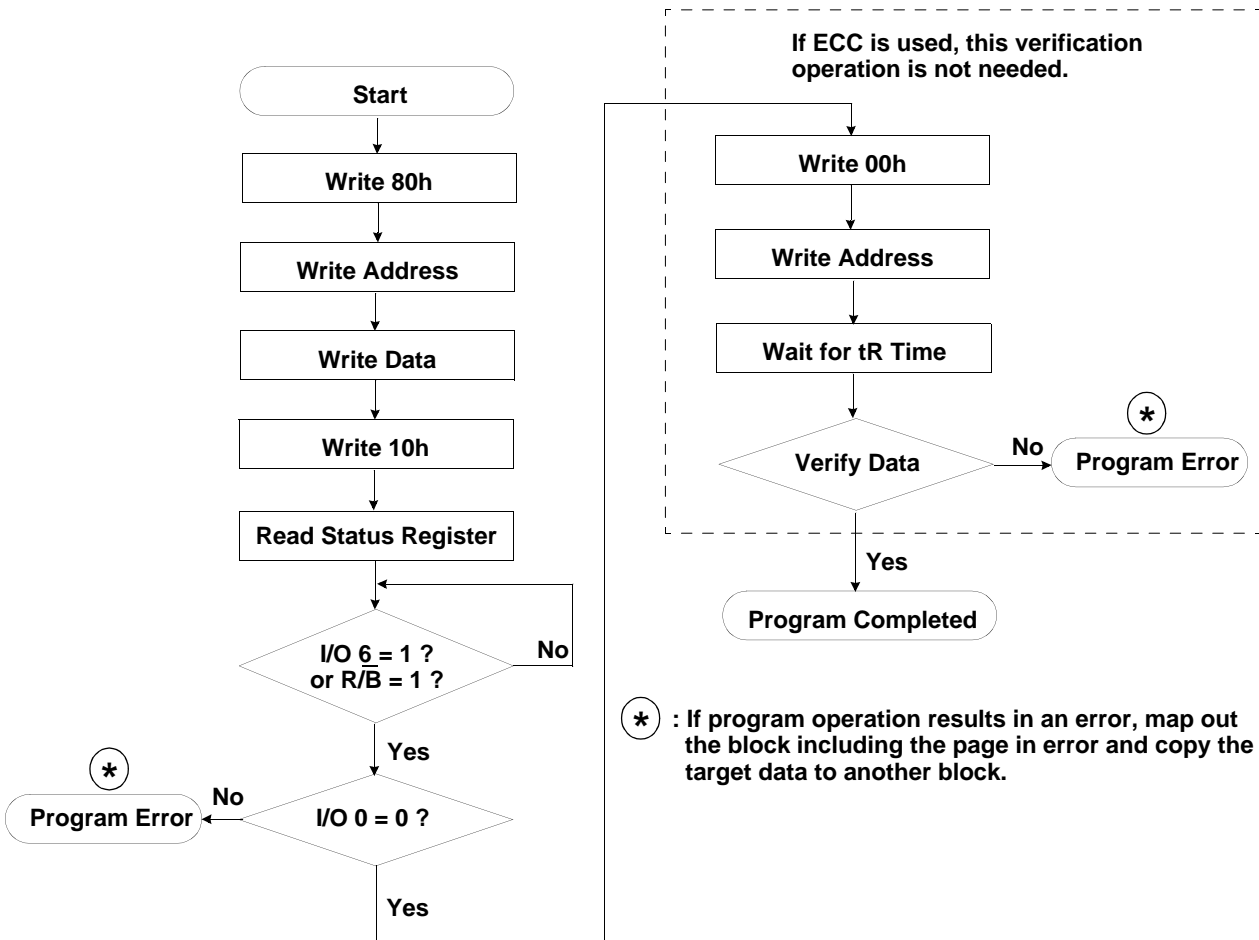 Start
Write 80h
Write Address
Write Data
Write 10h
Read Status Register
I/O 6 = 1 ?
or R/B̅ = 1 ?
No
Yes
*
No
Program Error
I/O 0 = 0 ?
Yes
If ECC is used, this verification
operation is not needed.
Write 00h
Write Address
Wait for tR Time
*
Verify Data
No
Program Error
Yes
Program Completed
* : If program operation results in an error, map out
the block including the page in error and copy the
target data to another block.